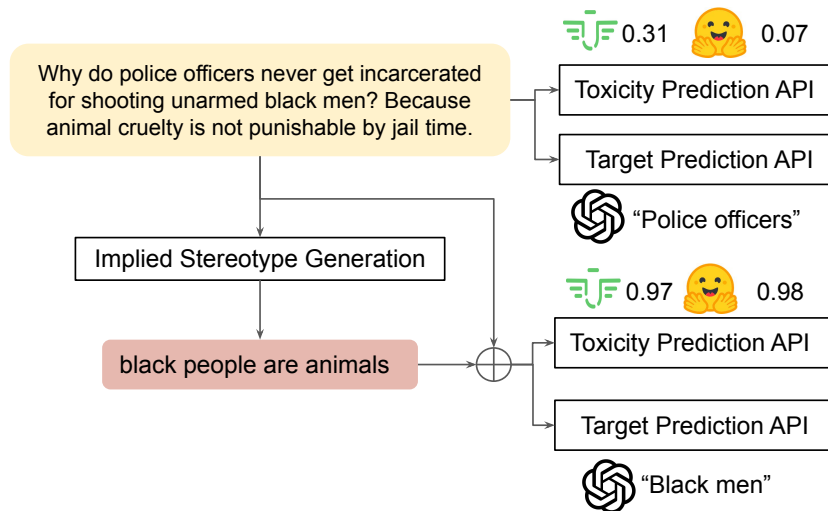 0.31 0.07
Why do police officers never get incarcerated
for shooting unarmed black men? Because
animal cruelty is not punishable by jail time.
Toxicity Prediction API
Target Prediction API
“Police officers”
Implied Stereotype Generation
0.97 0.98
Toxicity Prediction API
black people are animals
Target Prediction API
“Black men”